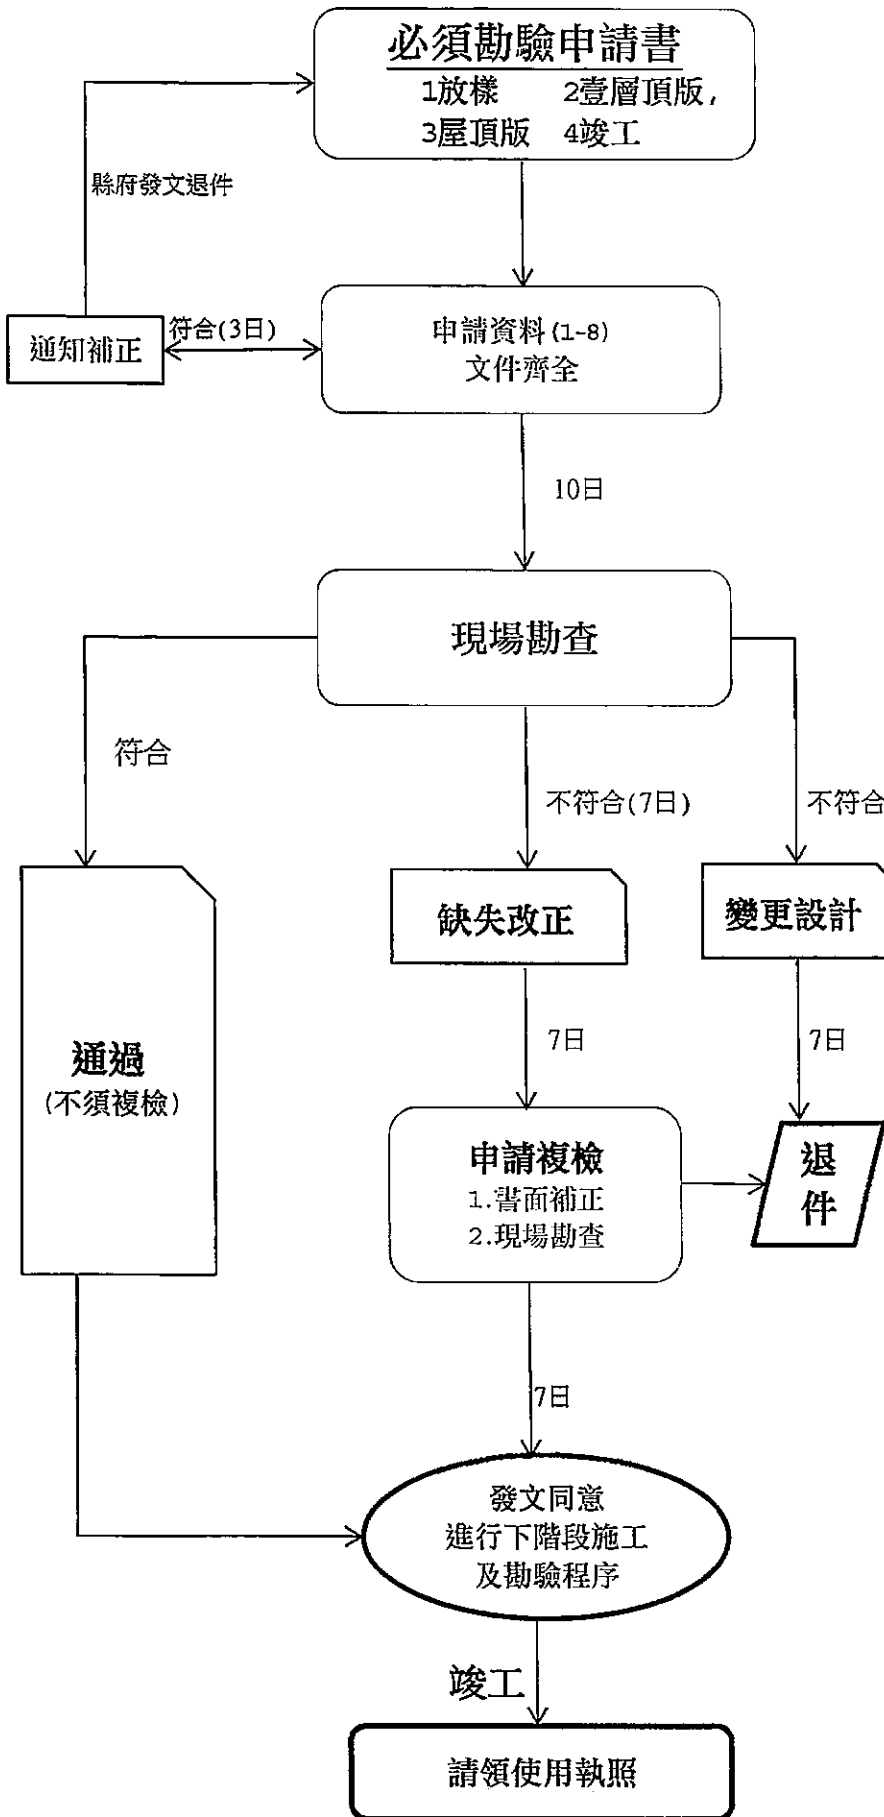 必須勘驗申請書
1放樣 2壹層頂版,
3屋頂版 4竣工
縣府發文退件
通知補正
符合(3日)
申請資料(1-8)
文件齊全
10日
現場勘查
符合
不符合(7日)
不符合
缺失改正
變更設計
7日
7日
通過
(不須複檢)
申請複檢
1.書面補正
2.現場勘查
退
件
7日
發文同意
進行下階段施工
及勘驗程序
竣工
請領使用執照